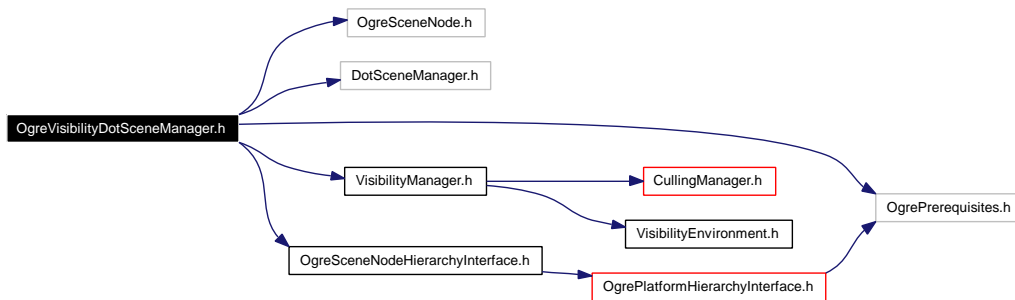 OgreSceneNode.h
DotSceneManager.h
OgreVisibilityDotSceneManager.h
VisibilityManager.h
CullingManager.h
OgrePrerequisites.h
VisibilityEnvironment.h
OgreSceneNodeHierarchyInterface.h
OgrePlatformHierarchyInterface.h